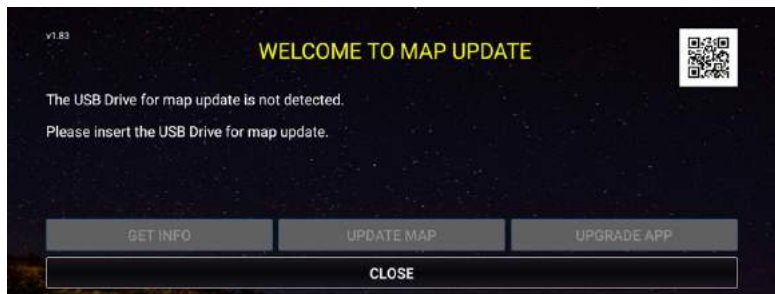 v1.83
WELCOME TO MAP UPDATE
The USB Drive for map update is not detected.
Please insert the USB Drive for map update.
GET INFO
UPDATE MAP
UPGRADE APP
CLOSE